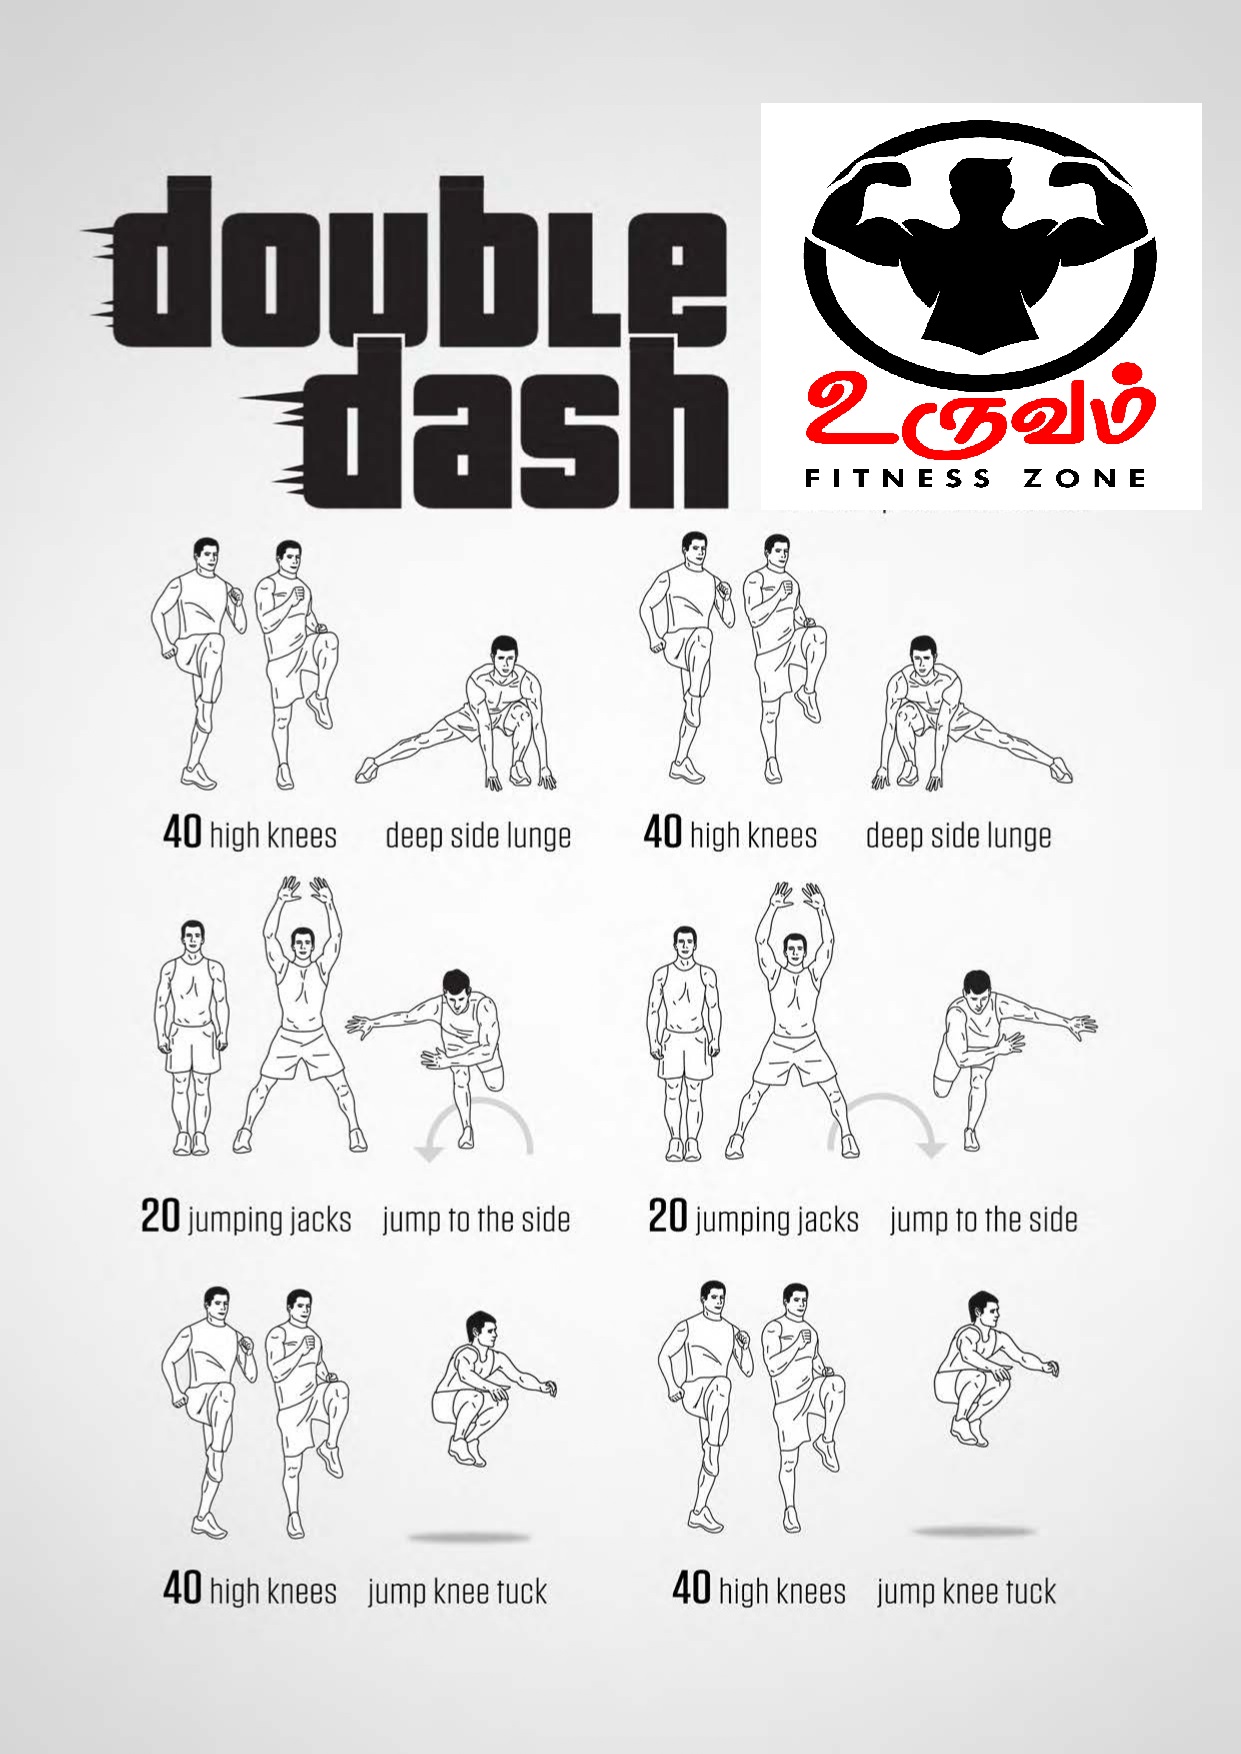 double
dash
உருவம்
FITNESS ZONE
40 high knees deep side lunge 40 high knees deep side lunge
20 jumping jacks jump to the side 20 jumping jacks jump to the side
40 high knees jump knee tuck 40 high knees jump knee tuck